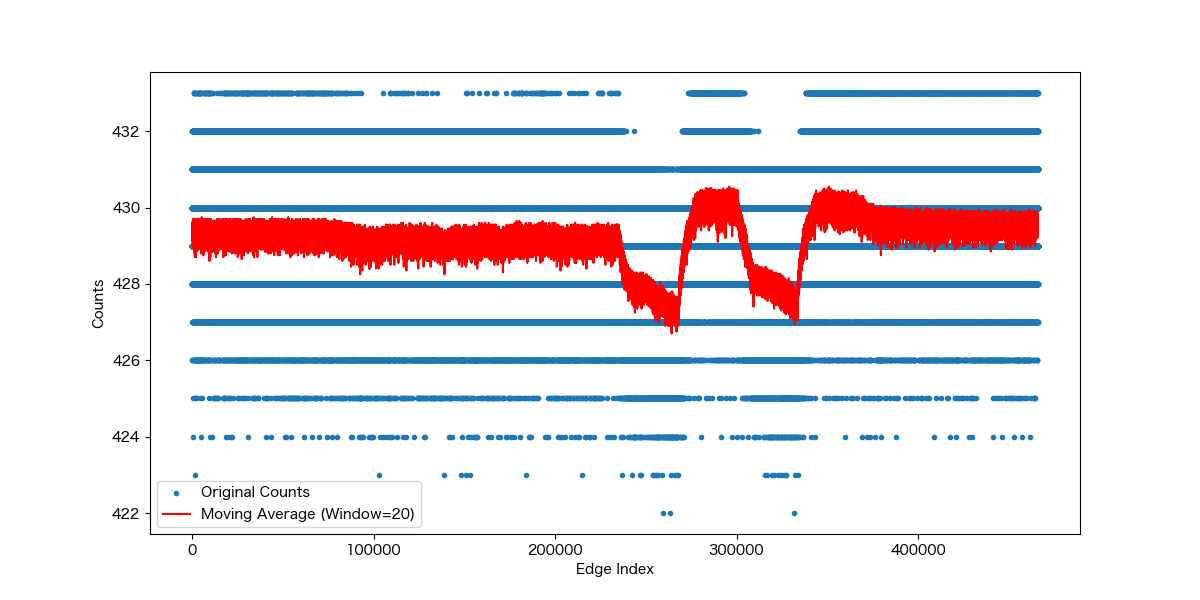 432
430
428
426
424
422
Counts
Original Counts
Moving Average (Window=20)
0
100000
200000
300000
400000
Edge Index